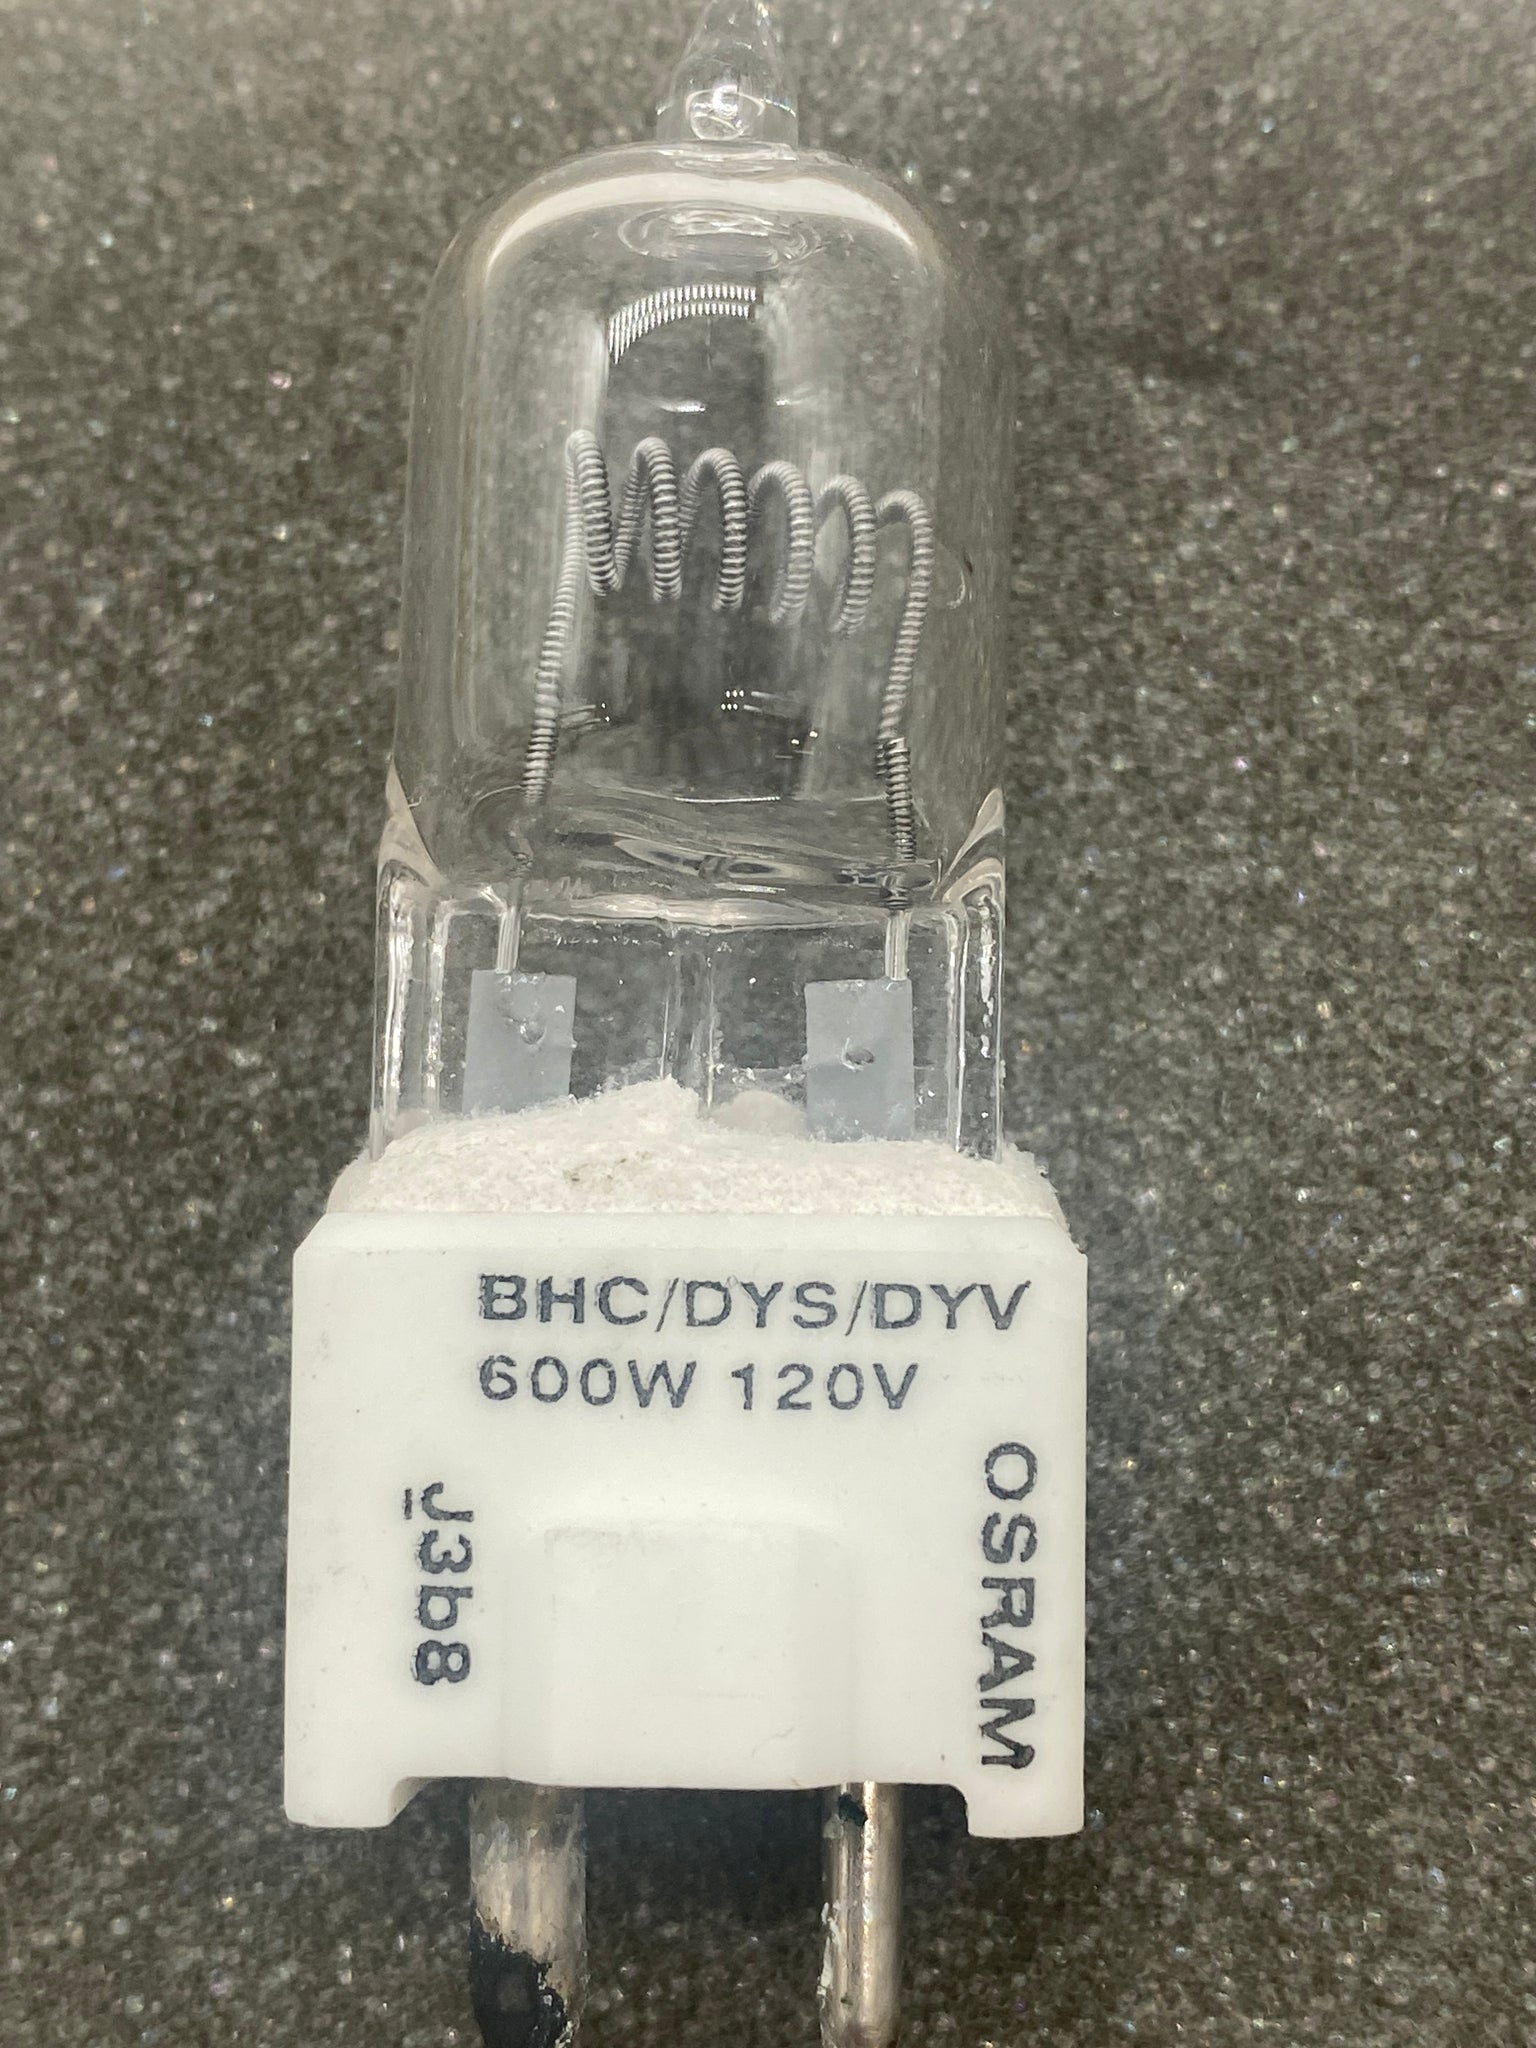 BHC/DYS/DYV
600W 120V
OSRAM
J3b8